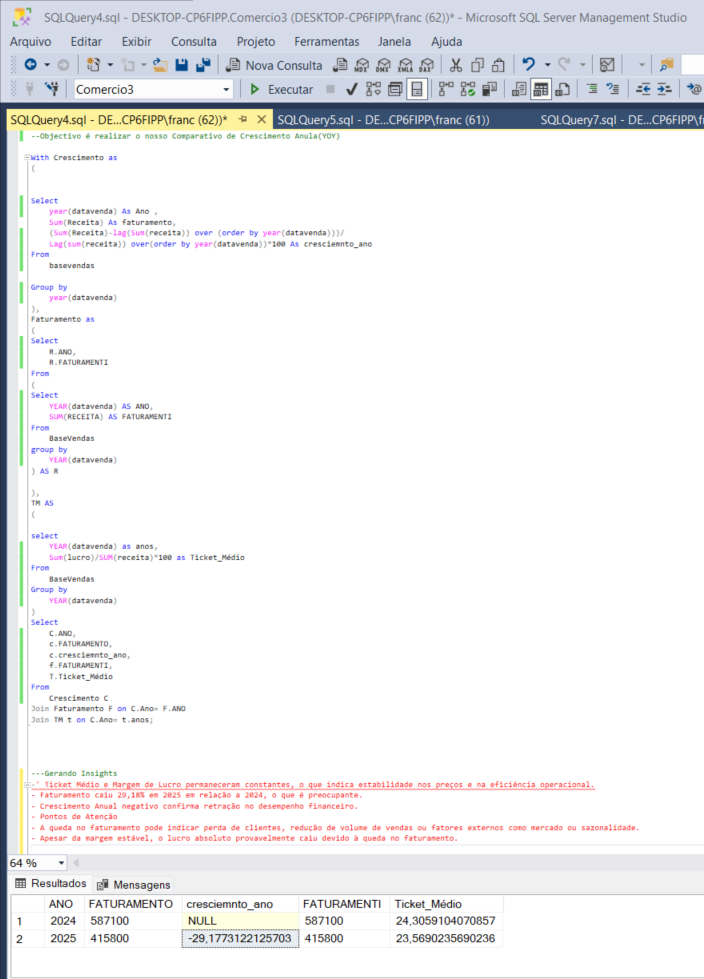 SQLQuery4.sql - DESKTOP-CP6FIPP.Comercio3 (DESKTOP-CP6FIPP\franc (62))* - Microsoft SQL Server Management Studio
Arquivo Editar Exibir Consulta Projeto Ferramentas Janela Ajuda
Nova Consulta MDX DMX XMLA DAX
Comercio3 Executar
SQLQuery4.sql - DE...CP6FIPP\franc (62))* SQLQuery5.sql - DE...CP6FIPP\franc (61)) SQLQuery7.sql - DE...CP6FIPP\fr
--Objectivo é realizar o nosso Comparativo de Crescimento Anula(YOY)
With Crescimento as
(
Select
year(datavenda) As Ano ,
Sum(Receita) As faturamento,
(Sum(Receita)-lag(Sum(receita)) over (order by year(datavenda)))/
Lag(sum(receita)) over(order by year(datavenda))*100 As cresciemnto_ano
From
basevendas
Group by
year(datavenda)
),
Faturamento as
(
Select
R.ANO,
R.FATURAMENTI
From
(
Select
YEAR(datavenda) AS ANO,
SUM(RECEITA) AS FATURAMENTI
From
BaseVendas
group by
YEAR(datavenda)
) AS R
),
TM AS
(
select
YEAR(datavenda) as anos,
Sum(lucro)/SUM(receita)*100 as Ticket_Médio
From
BaseVendas
Group by
YEAR(datavenda)
)
Select
C.ANO,
c.FATURAMENTO,
c.cresciemnto_ano,
f.FATURAMENTI,
T.Ticket_Médio
From
Crescimento C
Join Faturamento F on C.Ano= F.ANO
Join TM t on C.Ano= t.anos;
---Gerando Insights
-' Ticket Médio e Margem de Lucro permaneceram constantes, o que indica estabilidade nos preços e na eficiência operacional.
- Faturamento caiu 29,18% em 2025 em relação a 2024, o que é preocupante.
- Crescimento Anual negativo confirma retração no desempenho financeiro.
- Pontos de Atenção
- A queda no faturamento pode indicar perda de clientes, redução de volume de vendas ou fatores externos como mercado ou sazonalidade.
- Apesar da margem estável, o lucro absoluto provavelmente caiu devido à queda no faturamento.
64 %
Resultados Mensagens
ANO FATURAMENTO cresciemnto_ano FATURAMENTI Ticket_Médio
1 2024 587100 NULL 587100 24,3059104070857
2 2025 415800 -29,1773122125703 415800 23,5690235690236